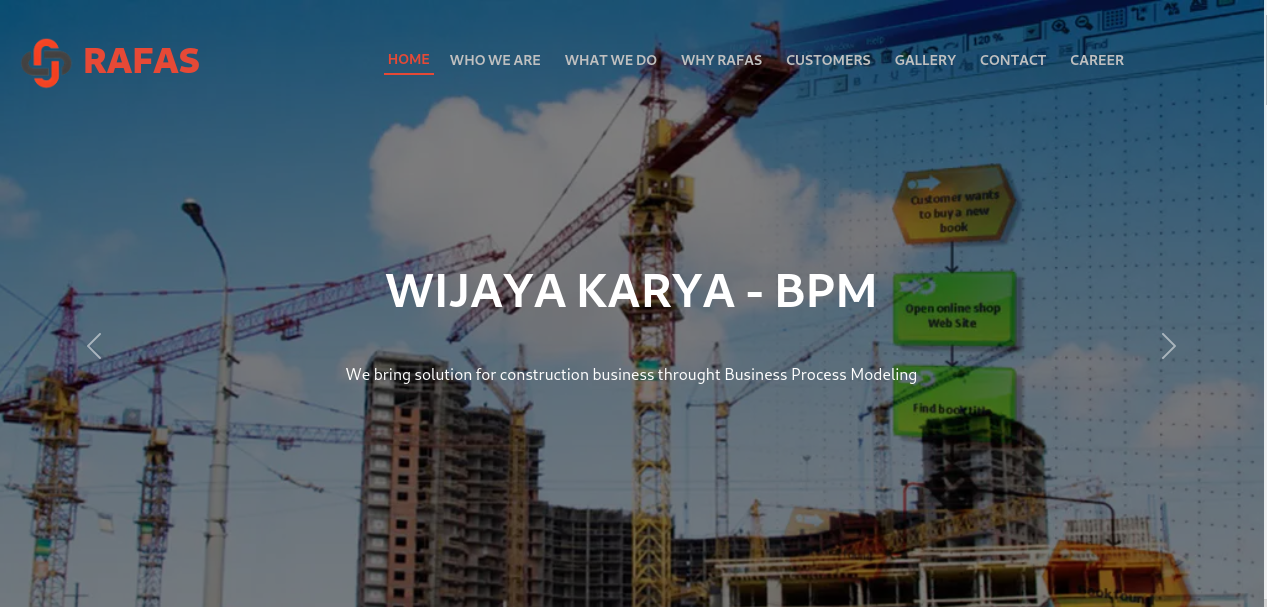 RAFAS
HOME WHO WE ARE WHAT WE DO WHY RAFAS CUSTOMERS GALLERY CONTACT CAREER
120 %
Find
Customer wants
to buy a new
book
WIJAYA KARYA - BPM
Open online shop
Web Site
We bring solution for construction business throught Business Process Modeling
Find book title